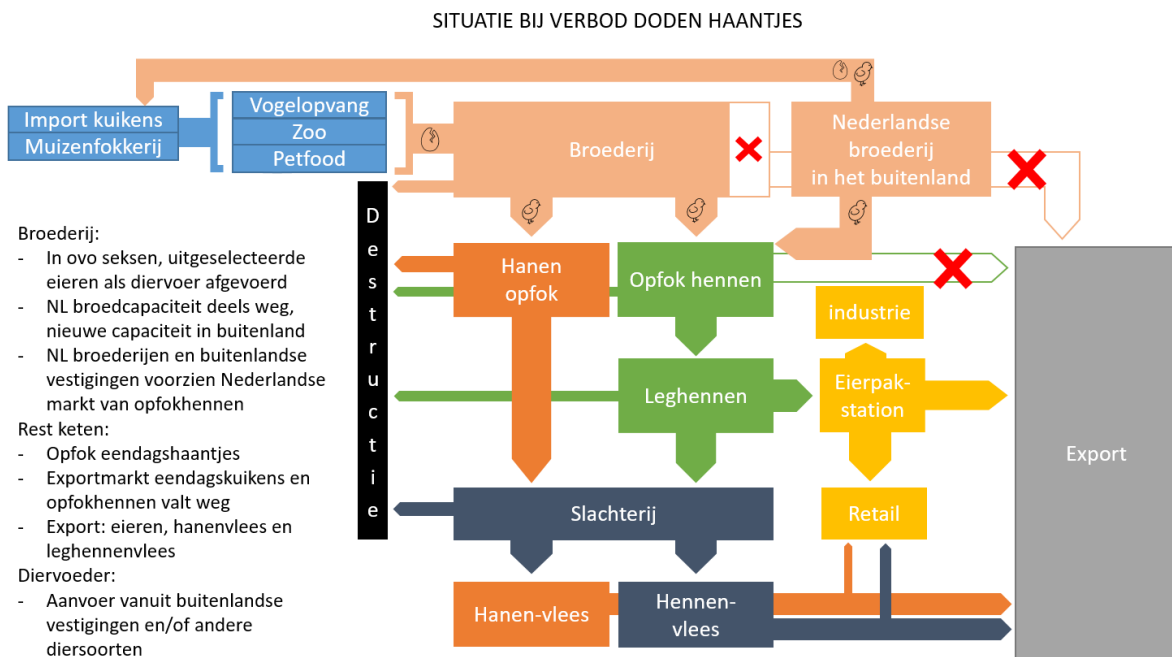 SITUATIE BIJ VERBOD DODEN HAANTJES
Import kuikens
Muizenfokkerij
Vogelopvang
Zoo
Petfood
Broederij
Nederlandse
broederij
in het buitenland
Destructie
Hanen
opfok
Opfok hennen
industrie
Leghennen
Eierpak-
station
Export
Slachterij
Retail
Hanen-vlees
Hennen-
vlees
Broederij:
- In ovo seksen, uitgeselecteerde
eieren als diervoer afgevoerd
- NL broedcapaciteit deels weg,
nieuwe capaciteit in buitenland
- NL broederijen en buitenlandse
vestigingen voorzien Nederlandse
markt van opfokhennen
Rest keten:
- Opfok eendagshaantjes
- Exportmarkt eendagskuikens en
opfokhennen valt weg
- Export: eieren, hanenvlees en
leghennenvlees
Diervoeder:
- Aanvoer vanuit buitenlandse
vestigingen en/of andere
diersoorten